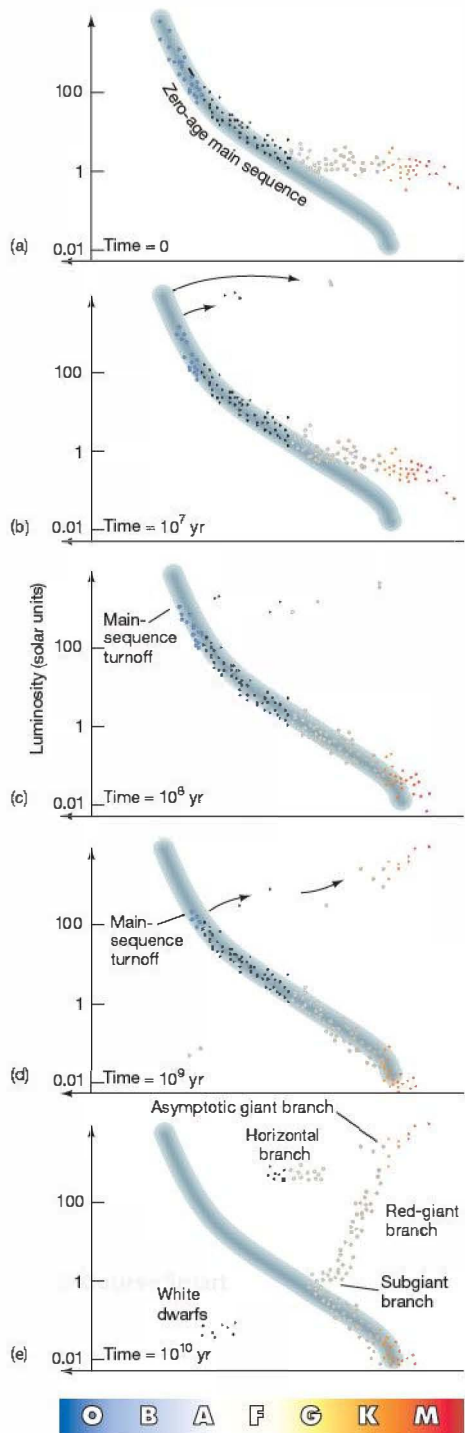 100
Zero-age main sequence
1
0.01
(a)
Time = 0
100
1
0.01
(b)
Time = 10⁷ yr
Luminosity (solar units)
Main-
sequence
turnoff
100
1
0.01
(c)
Time = 10⁸ yr
Main-
sequence
turnoff
100
1
0.01
(d)
Time = 10⁹ yr
Asymptotic giant branch
Horizontal
branch
100
Red-giant
branch
1
Subgiant
branch
White
dwarfs
0.01
(e)
Time = 10¹⁰ yr
O B A F G K M